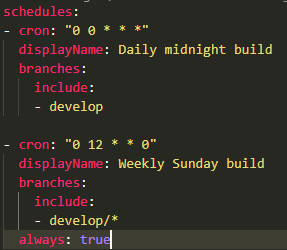 schedules:
- cron: "0 0 * * *"
displayName: Daily midnight build
branches:
include:
- develop
- cron: "0 12 * * 0"
displayName: Weekly Sunday build
branches:
include:
- develop/*
always: true